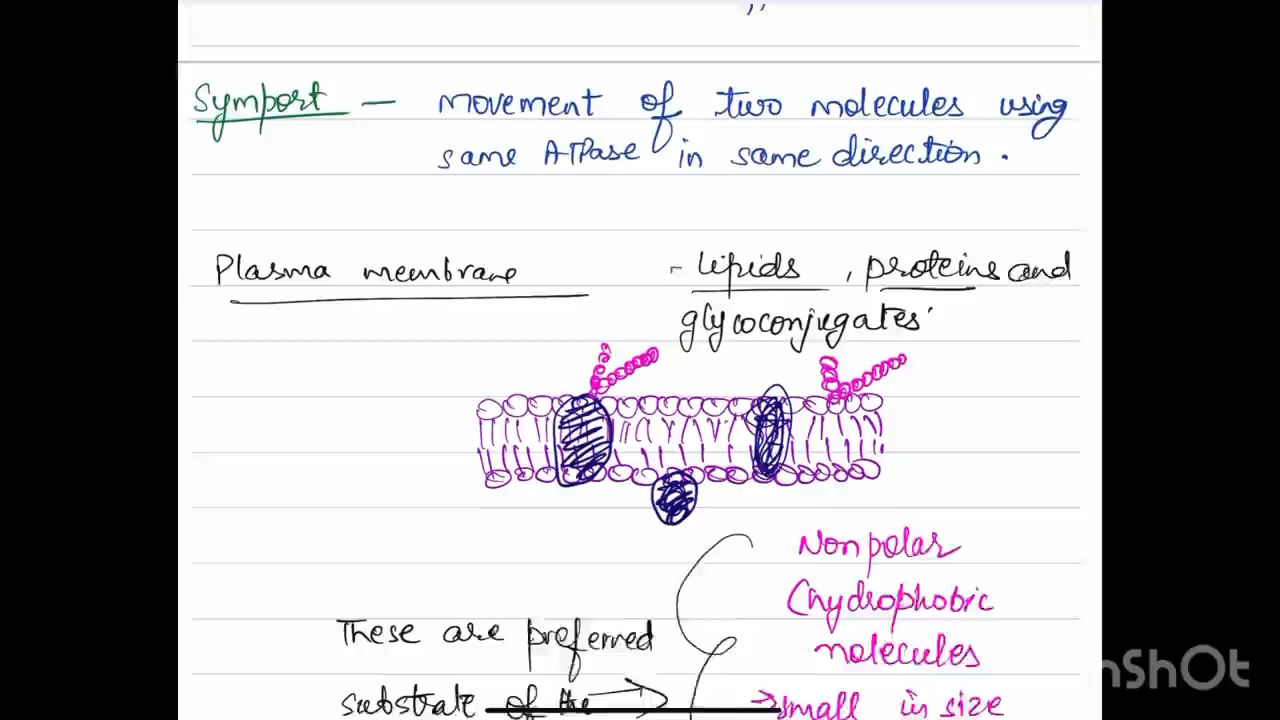 Symport — movement of two molecules using
same ATPase in same direction.
Plasma membrane - lipids, proteins and
glycoconjugates
Nonpolar
(hydrophobic
molecules
These are preferred
substrate of the → → small in size
nShOt